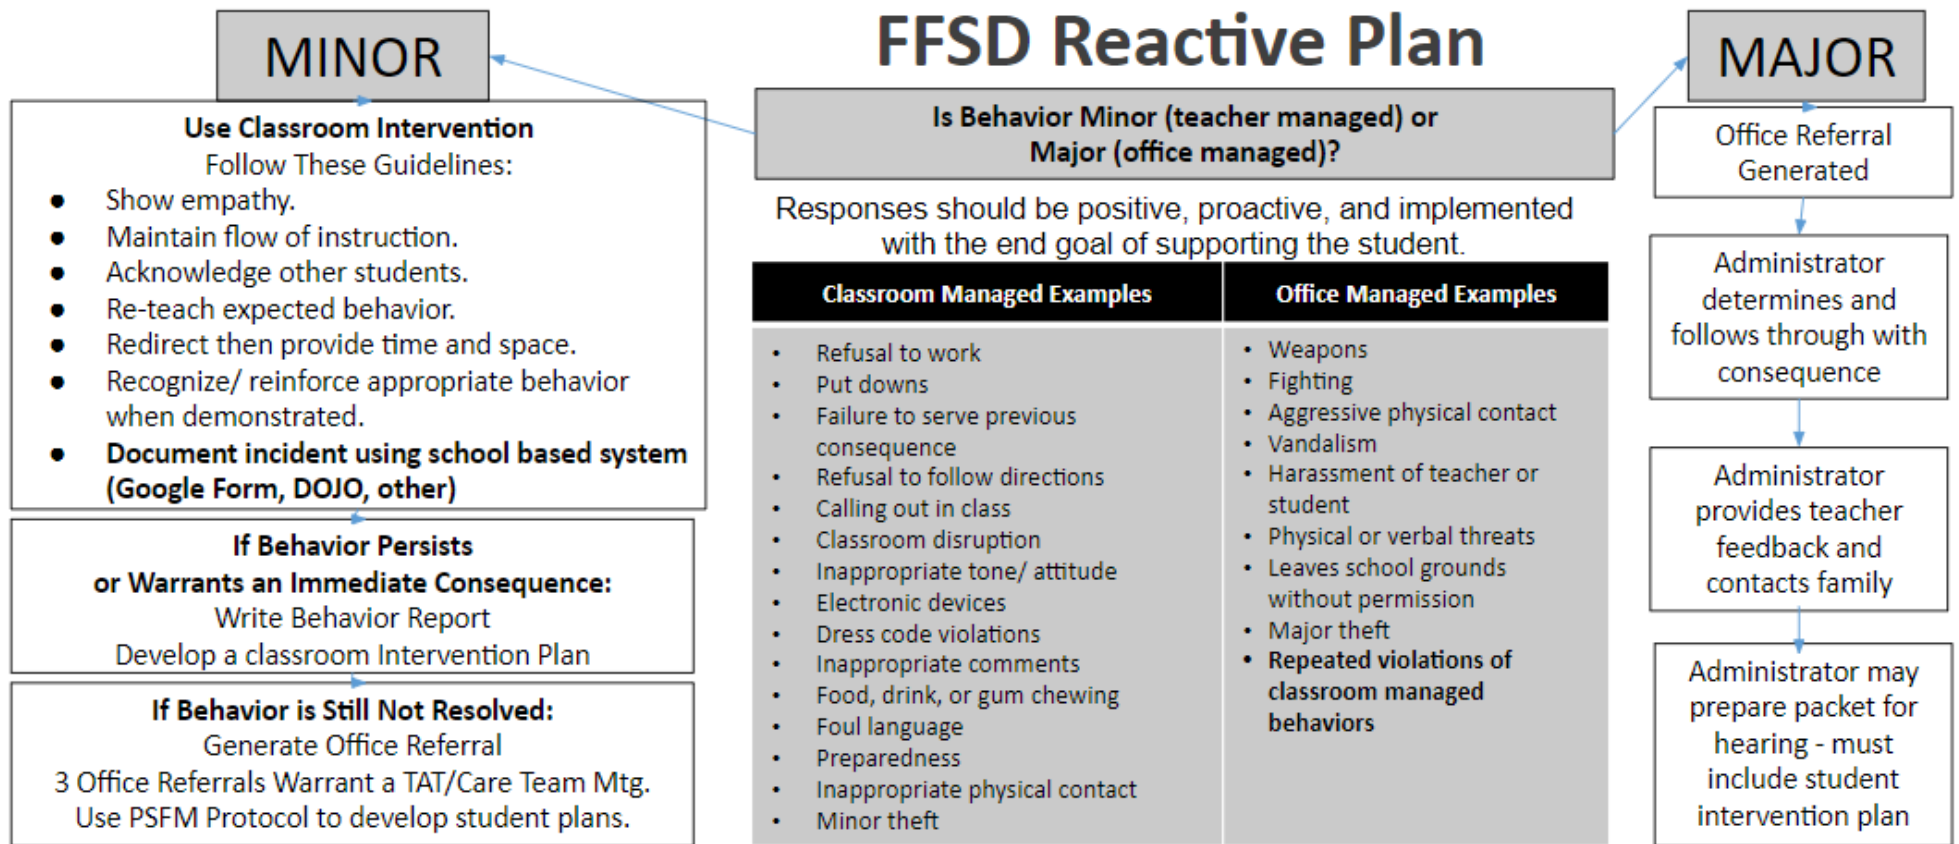 FFSD Reactive Plan
Is Behavior Minor (teacher managed) or
Major (office managed)?
Responses should be positive, proactive, and implemented
with the end goal of supporting the student.
MINOR
Use Classroom Intervention
Follow These Guidelines:
● Show empathy.
● Maintain flow of instruction.
● Acknowledge other students.
● Re-teach expected behavior.
● Redirect then provide time and space.
● Recognize/ reinforce appropriate behavior
when demonstrated.
● Document incident using school based system
(Google Form, DOJO, other)
If Behavior Persists
or Warrants an Immediate Consequence:
Write Behavior Report
Develop a classroom Intervention Plan
If Behavior is Still Not Resolved:
Generate Office Referral
3 Office Referrals Warrant a TAT/Care Team Mtg.
Use PSFM Protocol to develop student plans.
Classroom Managed Examples
• Refusal to work
• Put downs
• Failure to serve previous
consequence
• Refusal to follow directions
• Calling out in class
• Classroom disruption
• Inappropriate tone/ attitude
• Electronic devices
• Dress code violations
• Inappropriate comments
• Food, drink, or gum chewing
• Foul language
• Preparedness
• Inappropriate physical contact
• Minor theft
Office Managed Examples
• Weapons
• Fighting
• Aggressive physical contact
• Vandalism
• Harassment of teacher or
student
• Physical or verbal threats
• Leaves school grounds
without permission
• Major theft
• Repeated violations of
classroom managed
behaviors
MAJOR
Office Referral
Generated
Administrator
determines and
follows through with
consequence
Administrator
provides teacher
feedback and
contacts family
Administrator may
prepare packet for
hearing - must
include student
intervention plan